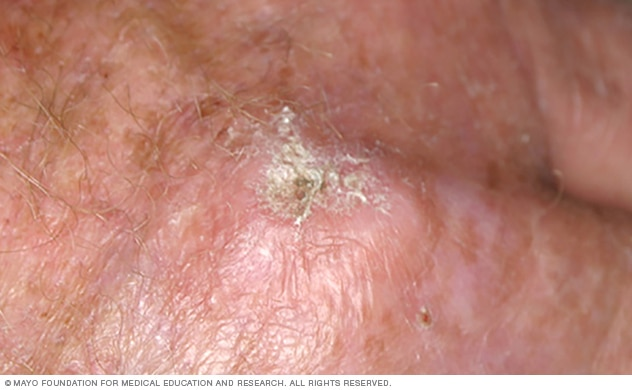 © MAYO FOUNDATION FOR MEDICAL EDUCATION AND RESEARCH. ALL RIGHTS RESERVED.